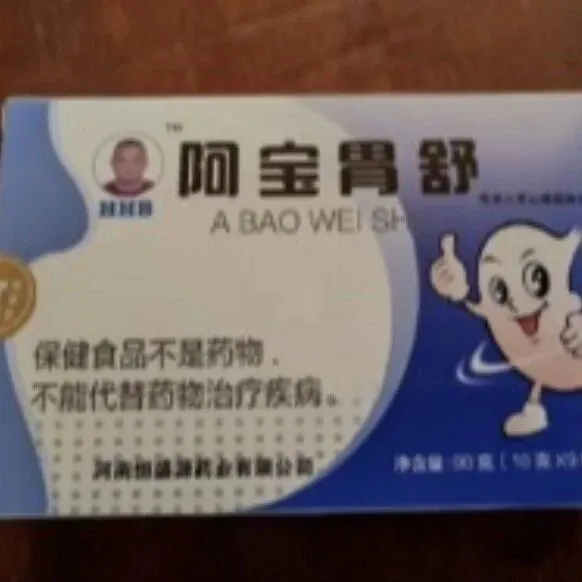 TM
阿宝胃舒
A BAO WEI SH
保健食品不是药物.
不能代替药物治疗疾病。
净含量:90克(10克X9